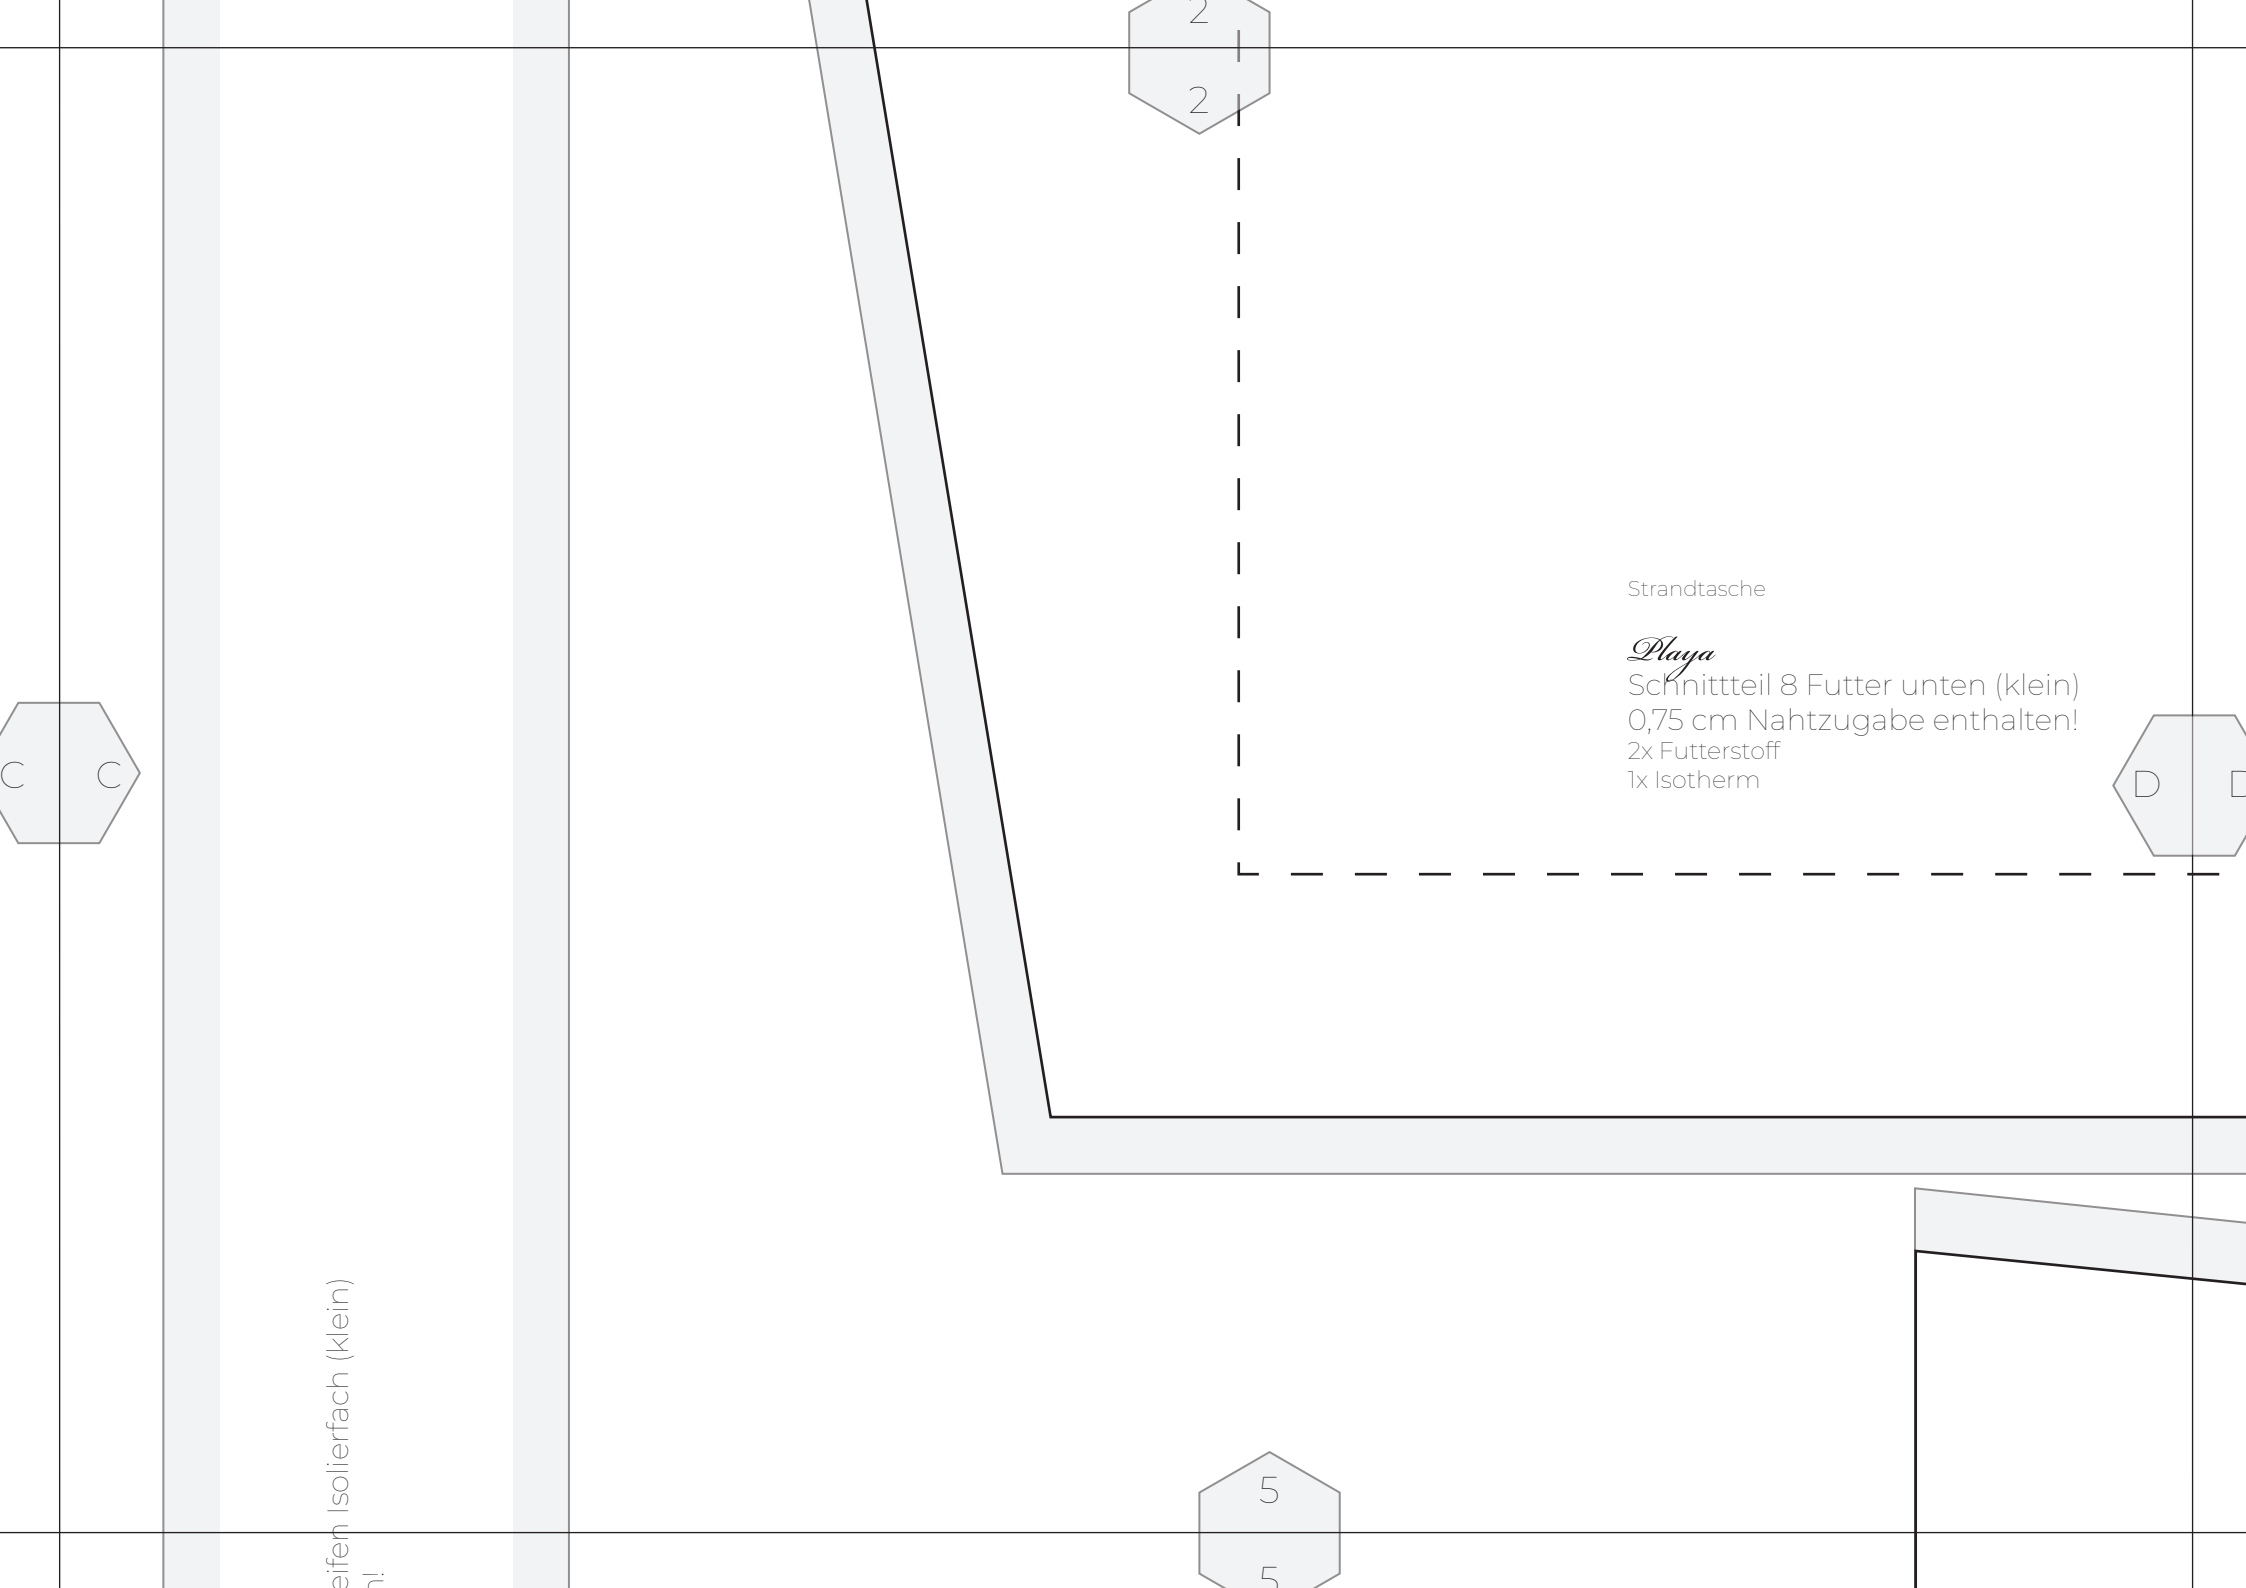 2
2
Strandtasche
Playa
Schnittteil 8 Futter unten (klein)
0,75 cm Nahtzugabe enthalten!
2x Futterstoff
1x Isotherm
C C
D D
eifen Isolierfach (klein)
n!
5
5